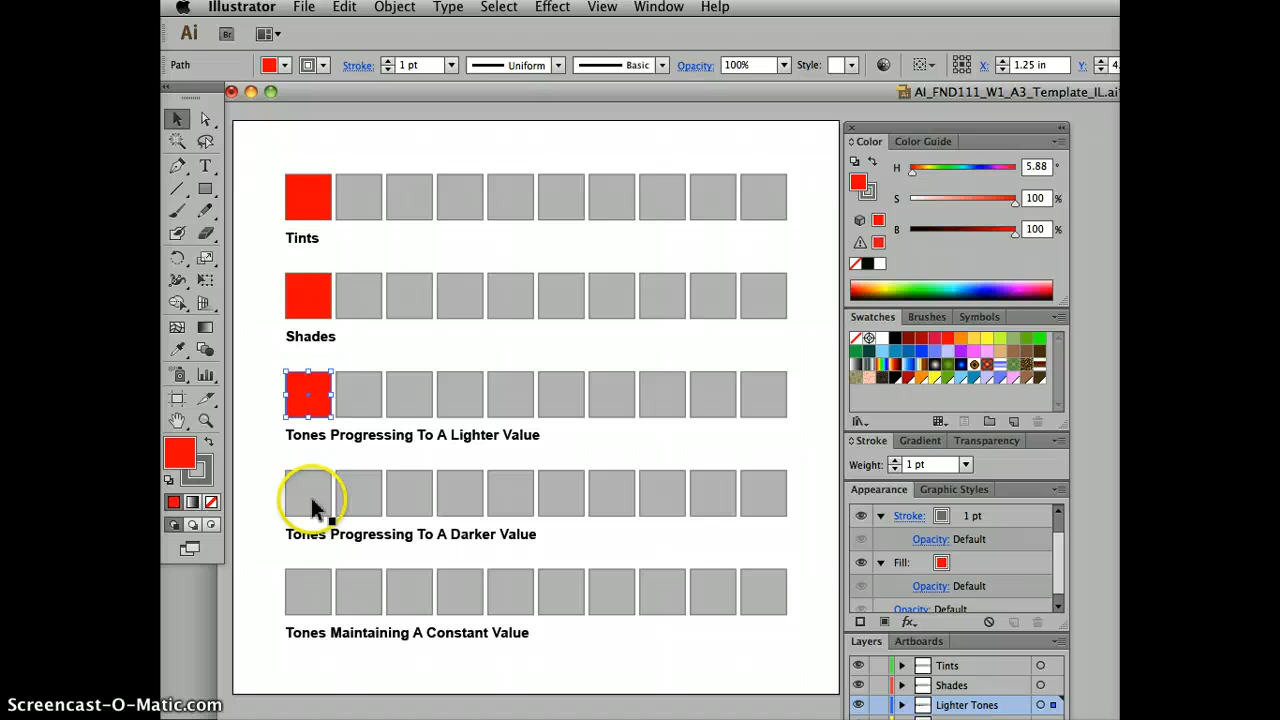 Illustrator File Edit Object Type Select Effect View Window Help
Ai Br
Path Stroke: 1 pt Uniform Basic Opacity: 100% Style: X: 1.25 in Y: 4.
AI_FND111_W1_A3_Template_IL.ai
Color Color Guide
H 5.88 °
S 100 %
B 100 %
Tints
Shades
Swatches Brushes Symbols
Tones Progressing To A Lighter Value
Stroke Gradient Transparency
Weight: 1 pt
Appearance Graphic Styles
Stroke: 1 pt
Opacity: Default
Fill:
Opacity: Default
Opacity: Default
Tones Progressing To A Darker Value
Tones Maintaining A Constant Value
Layers Artboards
Tints
Shades
Lighter Tones
Screencast-O-Matic.com